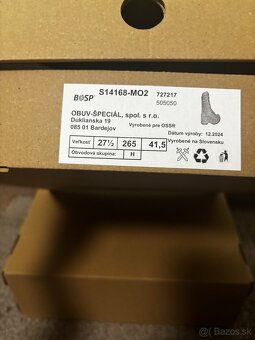 S14168-MO2
727217
BOSP
505050
OBUV-ŠPECIÁL, spol. s r.o.
Duklianska 19
Vyrobené pre OSSR
085 01 Bardejov
Dátum výroby: 12.2024
Vyrobené na Slovensku
Veľkosť 27½ 265 41,5
Obvodová skupina: H
Bazos.sk